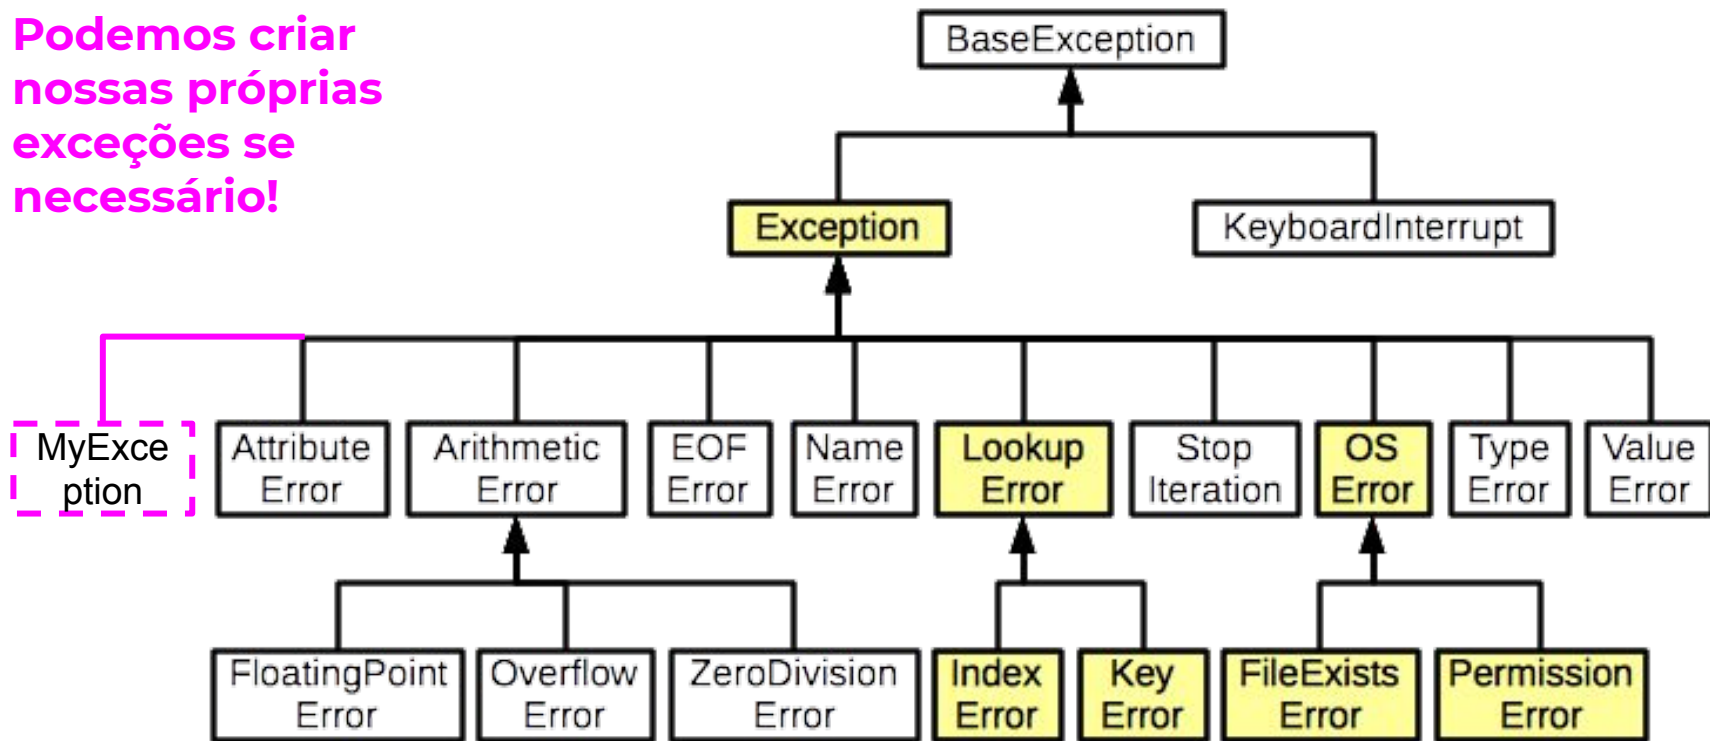 Podemos criar
nossas próprias
exceções se
necessário!
BaseException
Exception
KeyboardInterrupt
MyExce
ption
Attribute
Error
Arithmetic
Error
EOF
Error
Name
Error
Lookup
Error
Stop
Iteration
OS
Error
Type
Error
Value
Error
FloatingPoint
Error
Overflow
Error
ZeroDivision
Error
Index
Error
Key
Error
FileExists
Error
Permission
Error